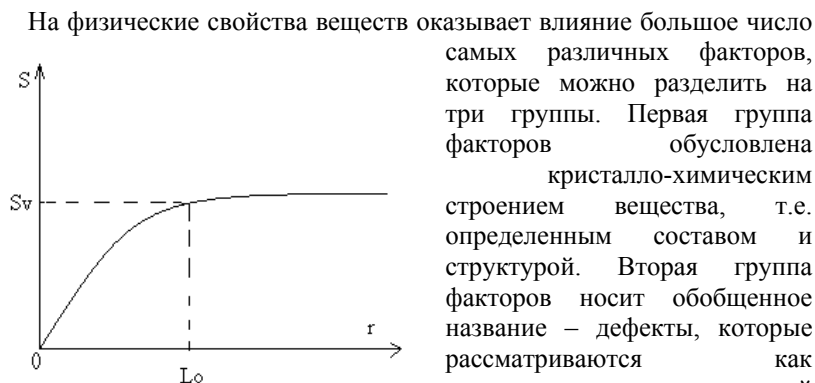 На физические свойства веществ оказывает влияние большое число
самых различных факторов,
которые можно разделить на
три группы. Первая группа
факторов обусловлена
кристалло-химическим
строением вещества, т.е.
определенным составом и
структурой. Вторая группа
факторов носит обобщенное
название – дефекты, которые
рассматриваются как
S
Sv
r
0
Lo